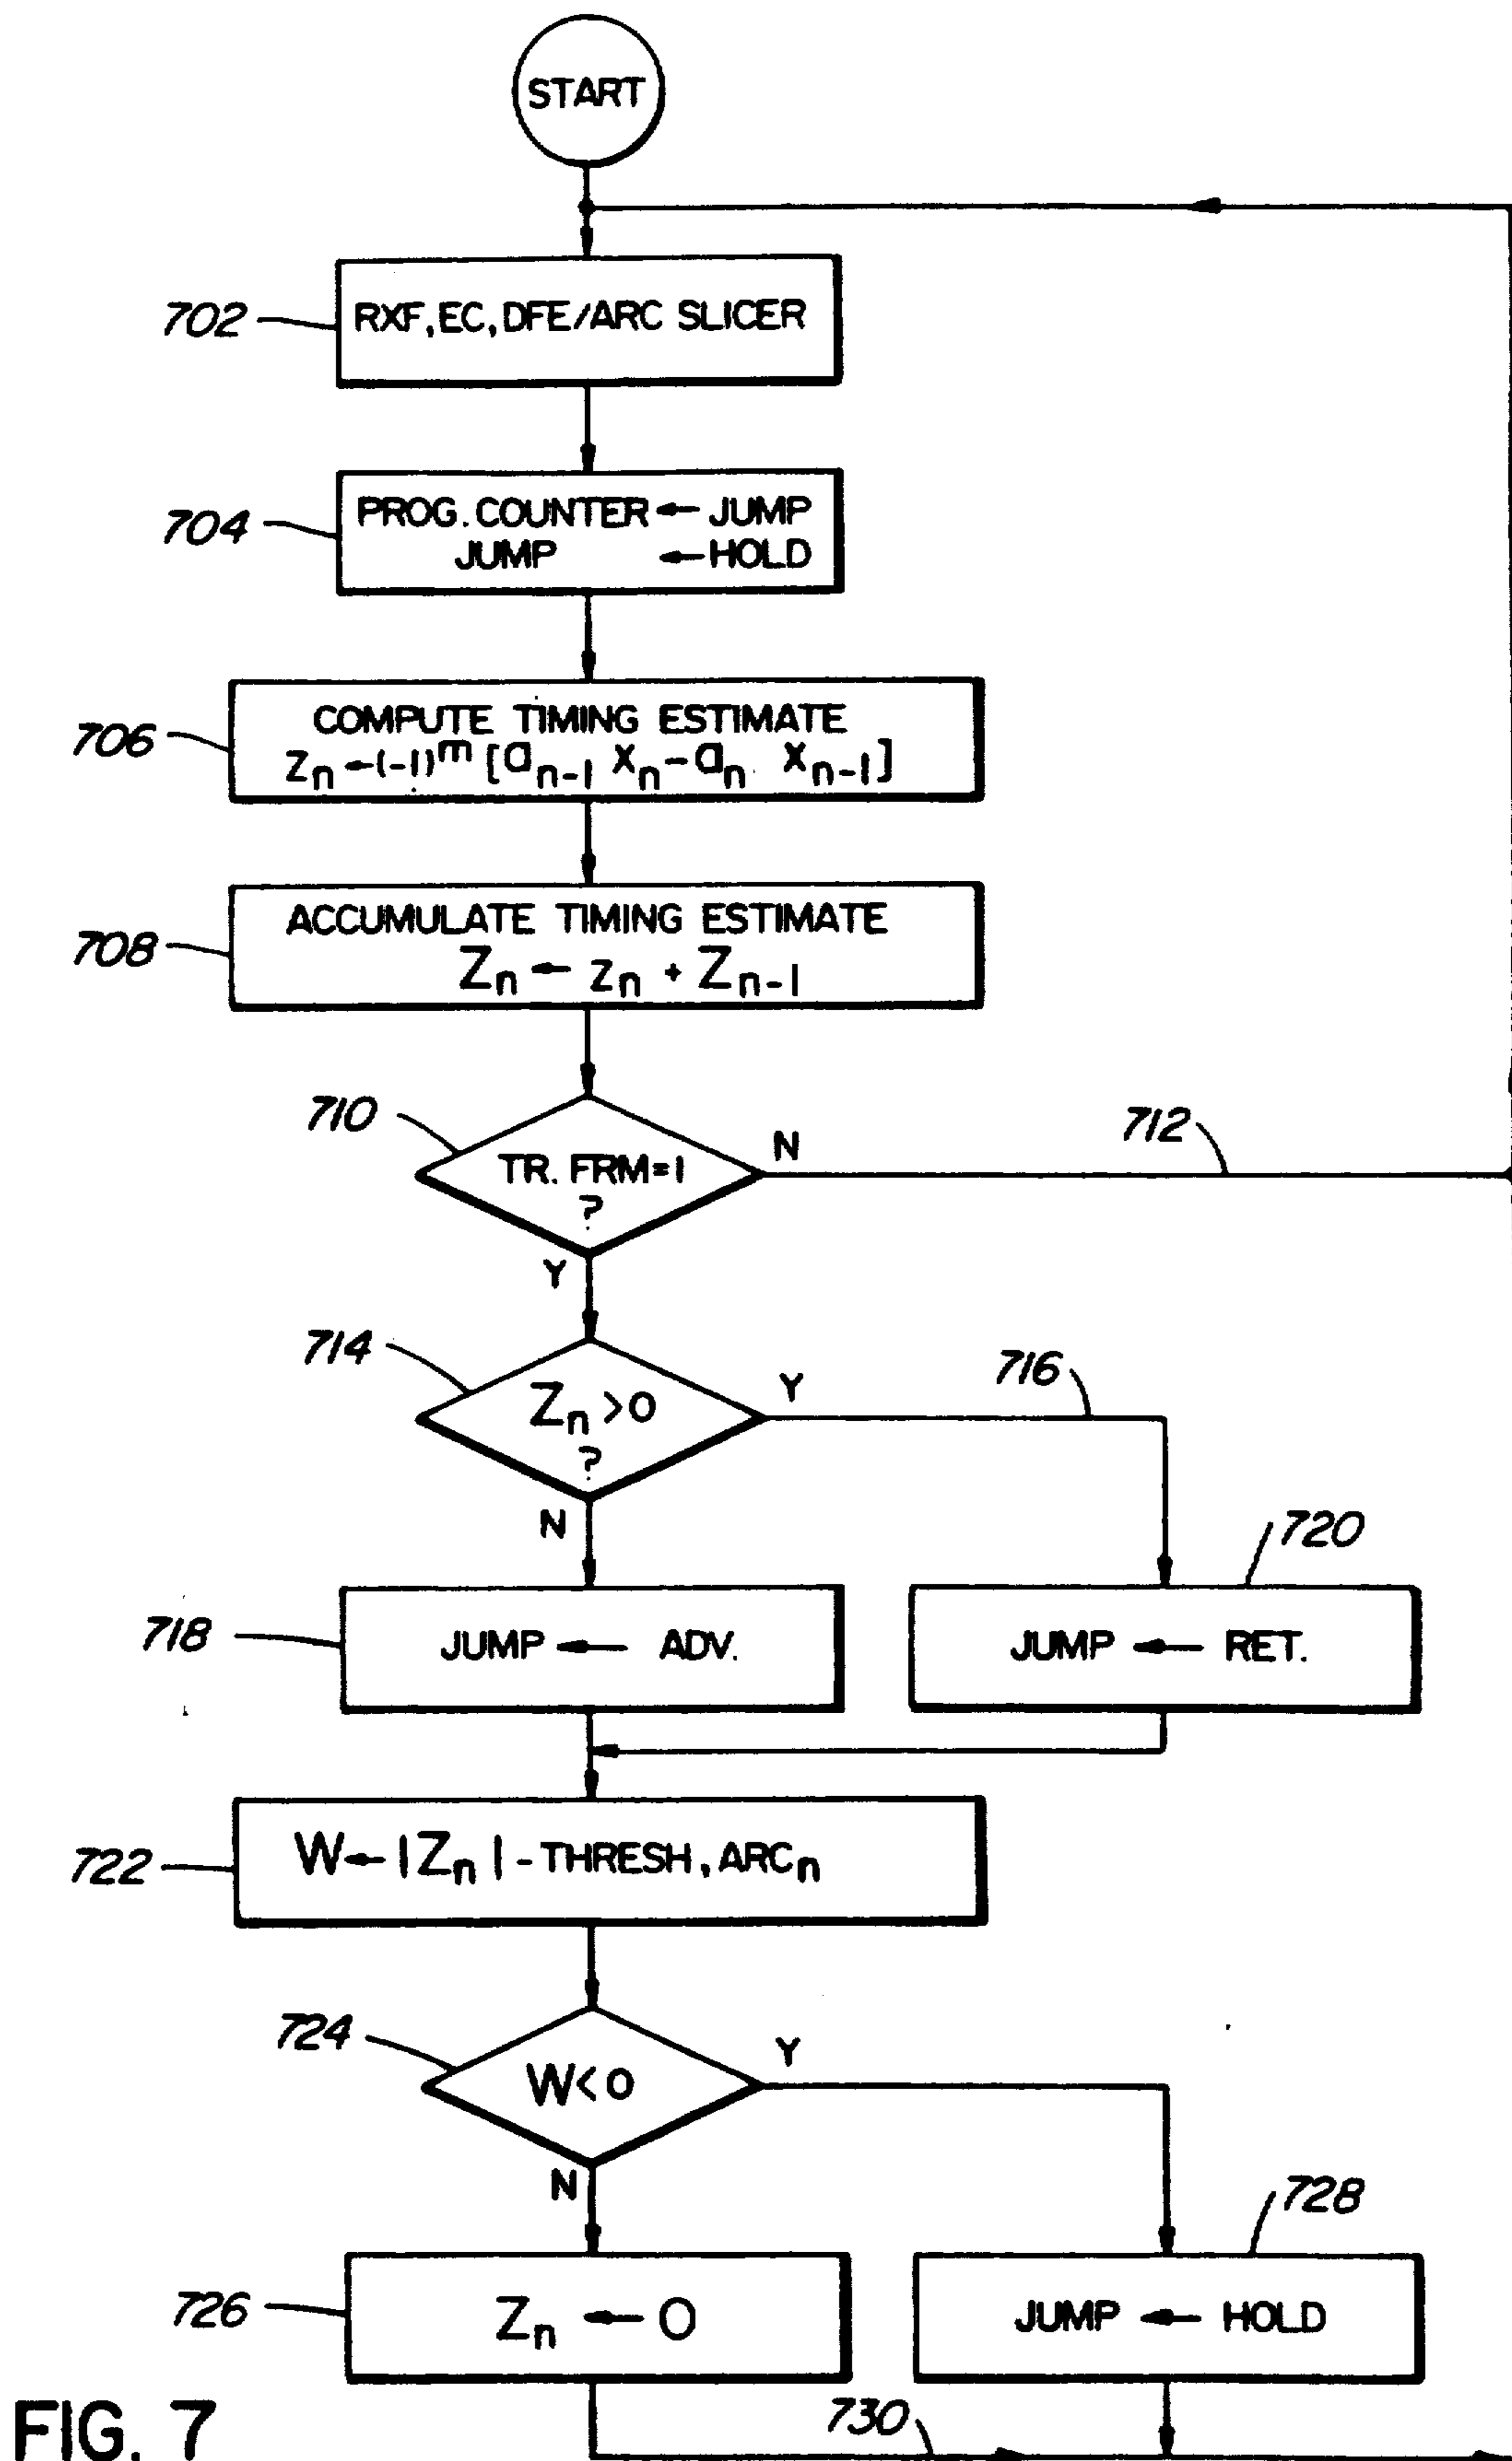 START
702
RXF, EC, DFE/ARC SLICER
704
PROG. COUNTER ← JUMP
JUMP ← HOLD
706
COMPUTE TIMING ESTIMATE
zₙ ← (-1)ᵐ [aₙ₋₁ xₙ - aₙ xₙ₋₁]
708
ACCUMULATE TIMING ESTIMATE
Zₙ ← zₙ + Zₙ₋₁
710
TR. FRM=1
?
N
712
Y
714
Zₙ >0
?
Y
716
N
718
JUMP ← ADV.
720
JUMP ← RET.
722
W ← |Zₙ| - THRESH, ARCₙ
724
W<0
Y
N
726
Zₙ ← 0
728
JUMP ← HOLD
730
FIG. 7